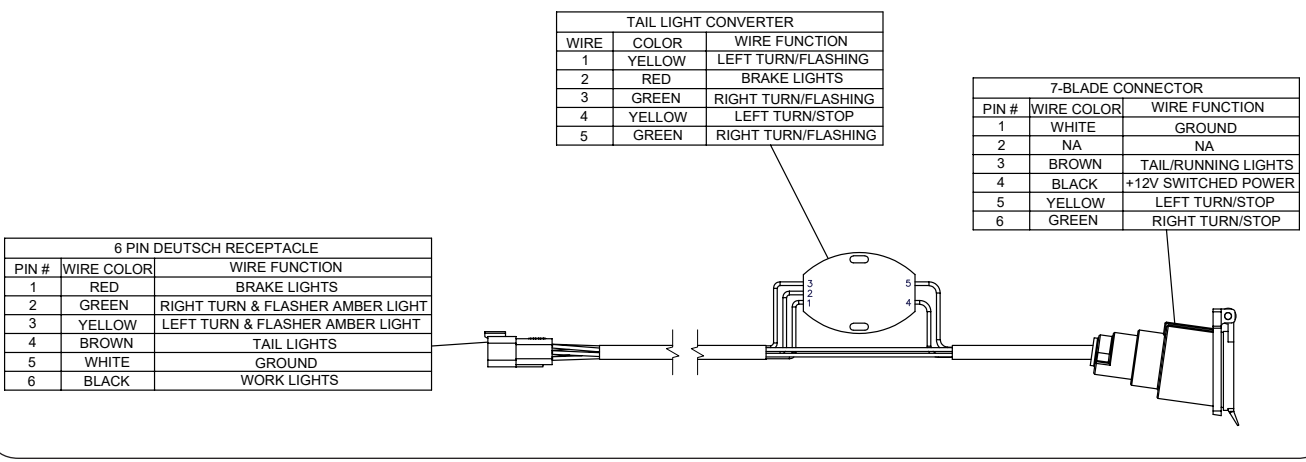 TAIL LIGHT CONVERTER
WIRE COLOR WIRE FUNCTION
1 YELLOW LEFT TURN/FLASHING
2 RED BRAKE LIGHTS
3 GREEN RIGHT TURN/FLASHING
4 YELLOW LEFT TURN/STOP
5 GREEN RIGHT TURN/FLASHING
7-BLADE CONNECTOR
PIN # WIRE COLOR WIRE FUNCTION
1 WHITE GROUND
2 NA NA
3 BROWN TAIL/RUNNING LIGHTS
4 BLACK +12V SWITCHED POWER
5 YELLOW LEFT TURN/STOP
6 GREEN RIGHT TURN/STOP
6 PIN DEUTSCH RECEPTACLE
PIN # WIRE COLOR WIRE FUNCTION
1 RED BRAKE LIGHTS
2 GREEN RIGHT TURN & FLASHER AMBER LIGHT
3 YELLOW LEFT TURN & FLASHER AMBER LIGHT
4 BROWN TAIL LIGHTS
5 WHITE GROUND
6 BLACK WORK LIGHTS
3 5
2
1 4